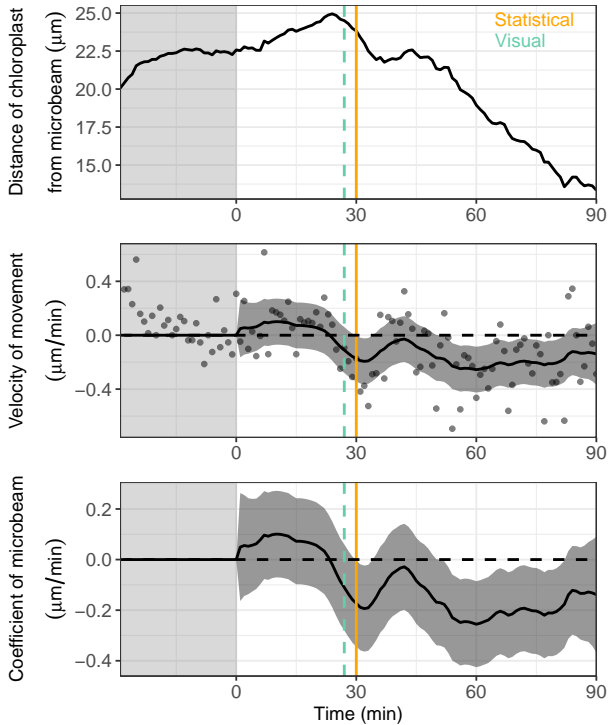 Distance of chloroplast
from microbeam (μm)
25.0
22.5
20.0
17.5
15.0
Statistical
Visual
0
30
60
90
Velocity of movement
(μm/min)
0.4
0.0
−0.4
0
30
60
90
Coefficient of microbeam
(μm/min)
0.2
0.0
−0.2
−0.4
0
30
60
90
Time (min)